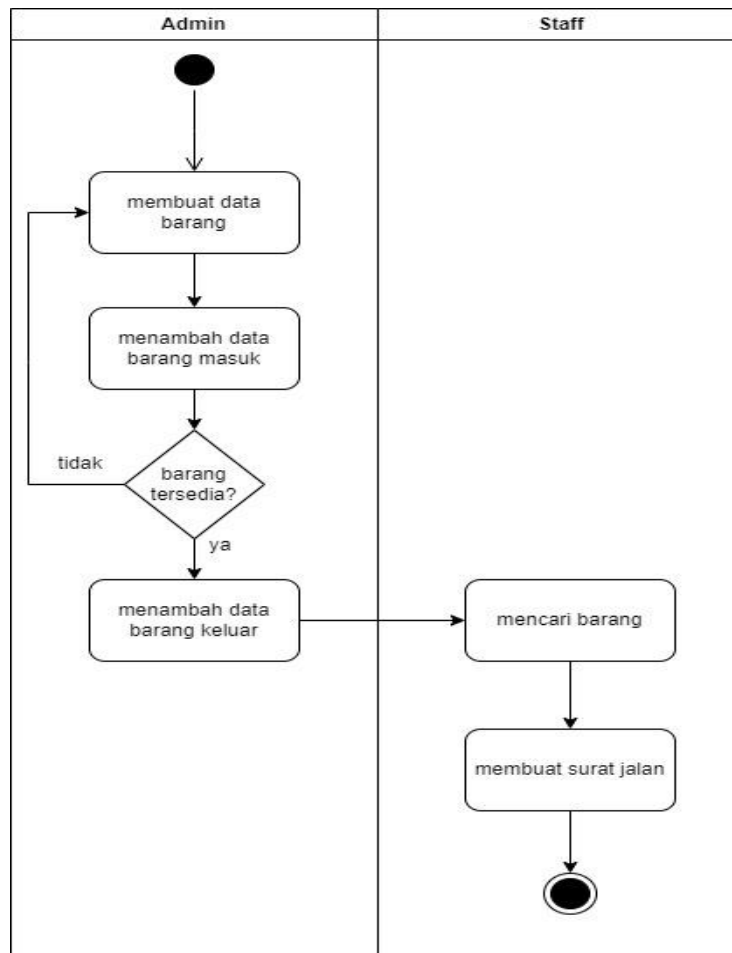 Admin
Staff
membuat data
barang
menambah data
barang masuk
tidak
barang
tersedia?
ya
menambah data
barang keluar
mencari barang
membuat surat jalan